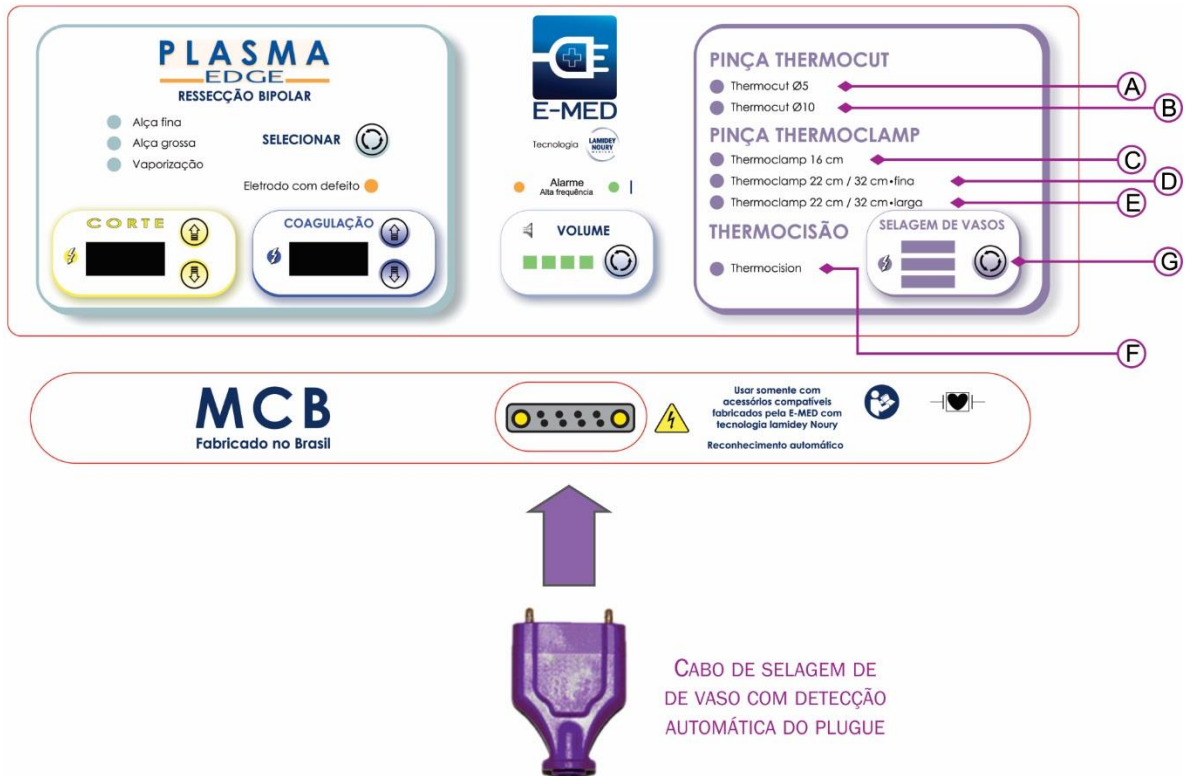 PLASMA
EDGE
RESSECÇÃO BIPOLAR
Alça fina
Alça grossa
Vaporização
SELECIONAR
Eletrodo com defeito
CORTE
COAGULAÇÃO
E-MED
Tecnologia LAMIDEY
NOURY
MEDICAL
Alarme
Alta frequência
VOLUME
PINÇA THERMOCUT
Thermocut Ø5
Thermocut Ø10
PINÇA THERMOCLAMP
Thermoclamp 16 cm
Thermoclamp 22 cm / 32 cm•fina
Thermoclamp 22 cm / 32 cm•larga
THERMOCISÃO
Thermocision
SELAGEM DE VASOS
A
B
C
D
E
G
F
MCB
Fabricado no Brasil
Usar somente com
acessórios compatíveis
fabricados pela E-MED com
tecnologia lamidey Noury
Reconhecimento automático
CABO DE SELAGEM DE
DE VASO COM DETECÇÃO
AUTOMÁTICA DO PLUGUE